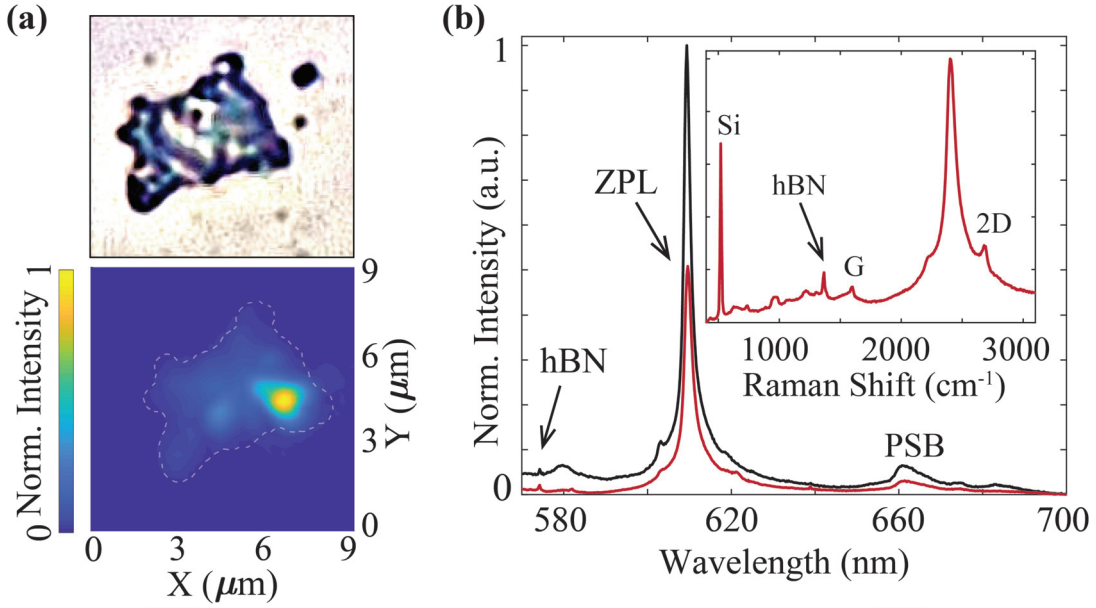 (a)
1
Norm. Intensity
0
9
6
3
0
Y (μm)
0 3 6 9
X (μm)
(b)
1
Norm. Intensity (a.u.)
0
ZPL
hBN
PSB
580 620 660 700
Wavelength (nm)
Si
hBN
G
2D
1000 2000 3000
Raman Shift (cm-1)